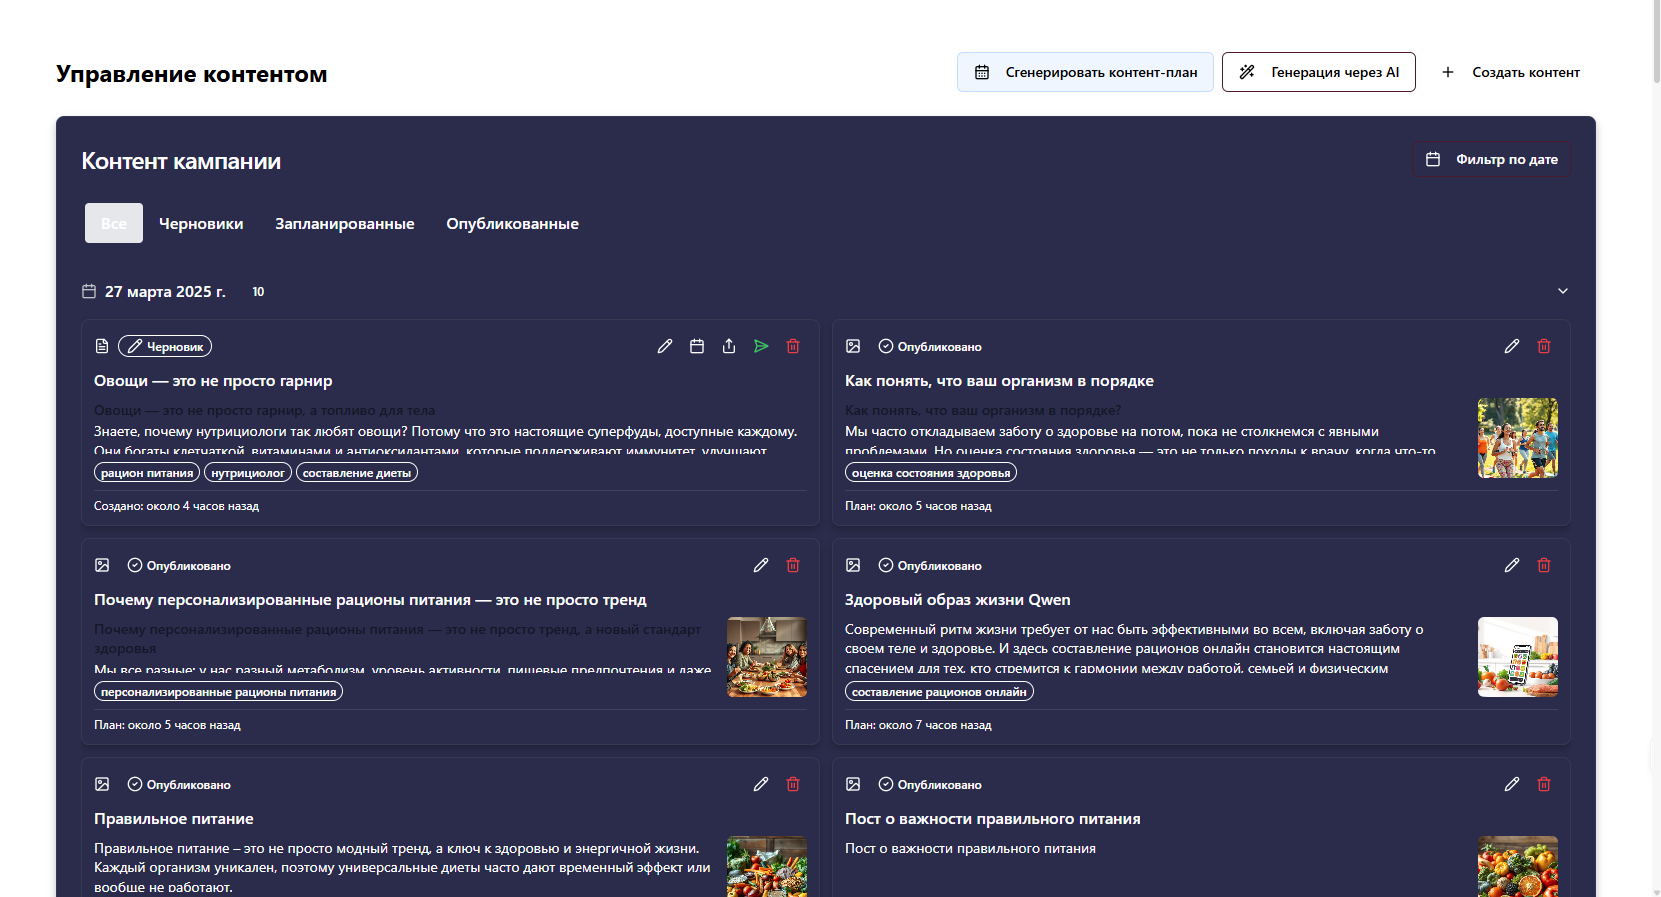 Управление контентом
Сгенерировать контент-план
Генерация через AI
Создать контент
Контент кампании
Фильтр по дате
Все
Черновики
Запланированные
Опубликованные
27 марта 2025 г.
10
Черновик
Овощи — это не просто гарнир
Овощи — это не просто гарнир, а топливо для тела
Знаете, почему нутрициологи так любят овощи? Потому что это настоящие суперфуды, доступные каждому.
Они богаты клетчаткой, витаминами и антиоксидантами, которые поддерживают иммунитет, улучшают
рацион питания
нутрициолог
составление диеты
Создано: около 4 часов назад
Опубликовано
Как понять, что ваш организм в порядке
Как понять, что ваш организм в порядке?
Мы часто откладываем заботу о здоровье на потом, пока не столкнемся с явными
проблемами. Но оценка состояния здоровья — это не только походы к врачу, когда что-то
оценка состояния здоровья
План: около 5 часов назад
Опубликовано
Почему персонализированные рационы питания — это не просто тренд
Почему персонализированные рационы питания — это не просто тренд, а новый стандарт
здоровья
Мы все разные: у нас разный метаболизм, уровень активности, пищевые предпочтения и даже
персонализированные рационы питания
План: около 5 часов назад
Опубликовано
Здоровый образ жизни Qwen
Современный ритм жизни требует от нас быть эффективными во всем, включая заботу о
своем теле и здоровье. И здесь составление рационов онлайн становится настоящим
спасением для тех, кто стремится к гармонии между работой, семьей и физическим
составление рационов онлайн
План: около 7 часов назад
Опубликовано
Правильное питание
Правильное питание – это не просто модный тренд, а ключ к здоровью и энергичной жизни.
Каждый организм уникален, поэтому универсальные диеты часто дают временный эффект или
вообще не работают.
Опубликовано
Пост о важности правильного питания
Пост о важности правильного питания